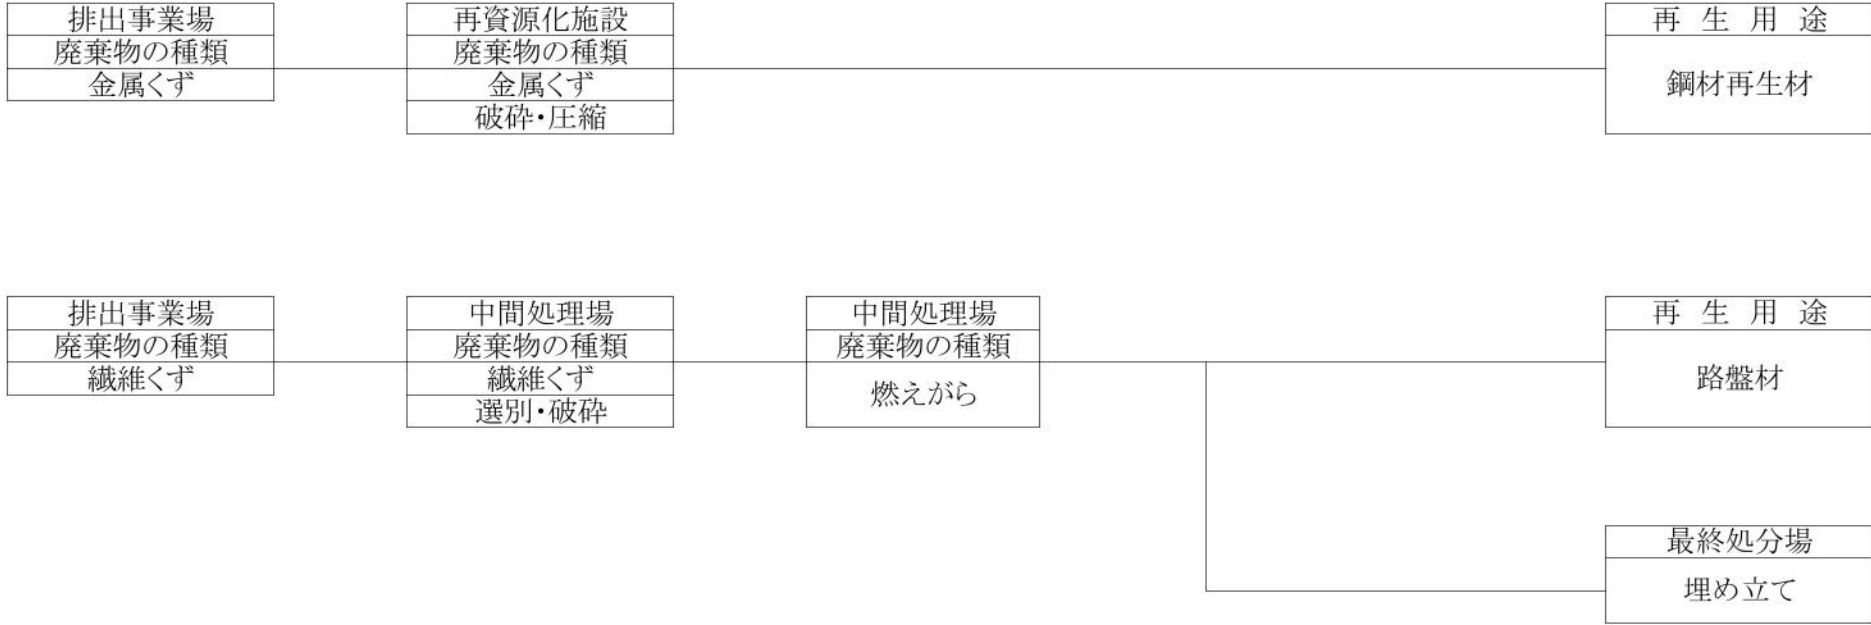 排出事業場
廃棄物の種類
金属くず
再資源化施設
廃棄物の種類
金属くず
破砕・圧縮
再生用途
鋼材再生材
排出事業場
廃棄物の種類
繊維くず
中間処理場
廃棄物の種類
繊維くず
選別・破砕
中間処理場
廃棄物の種類
燃えがら
再生用途
路盤材
最終処分場
埋め立て